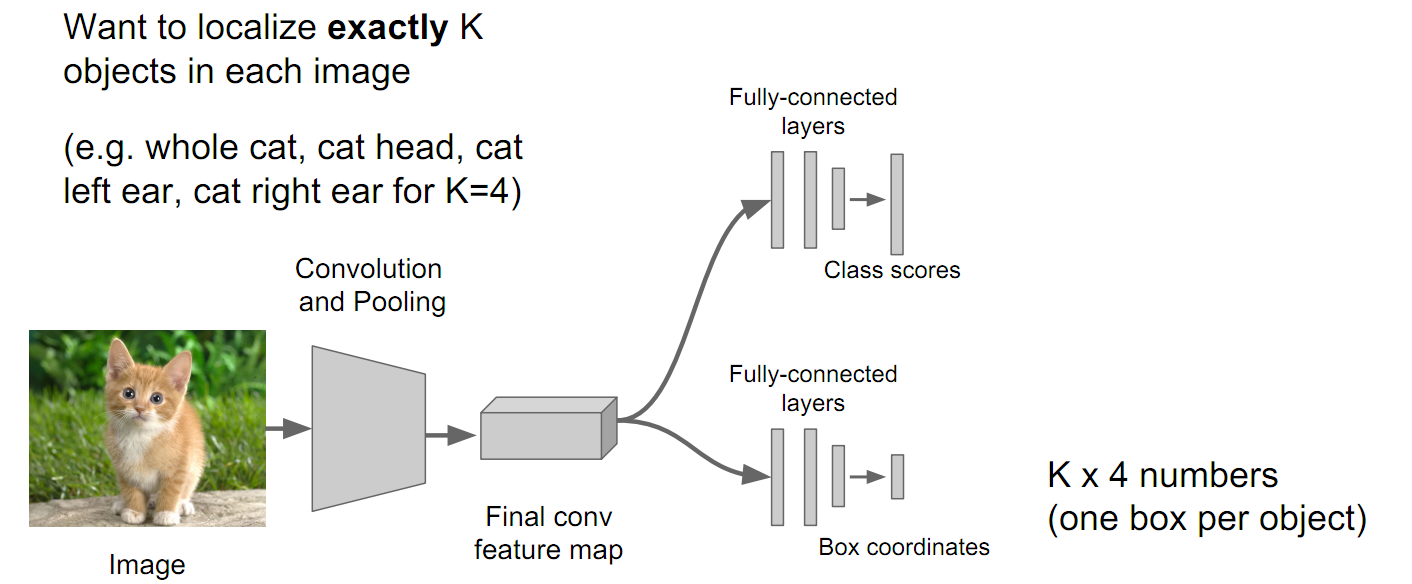 Want to localize exactly K
objects in each image
(e.g. whole cat, cat head, cat
left ear, cat right ear for K=4)
Convolution
and Pooling
Image
Final conv
feature map
Fully-connected
layers
Class scores
Fully-connected
layers
Box coordinates
K x 4 numbers
(one box per object)